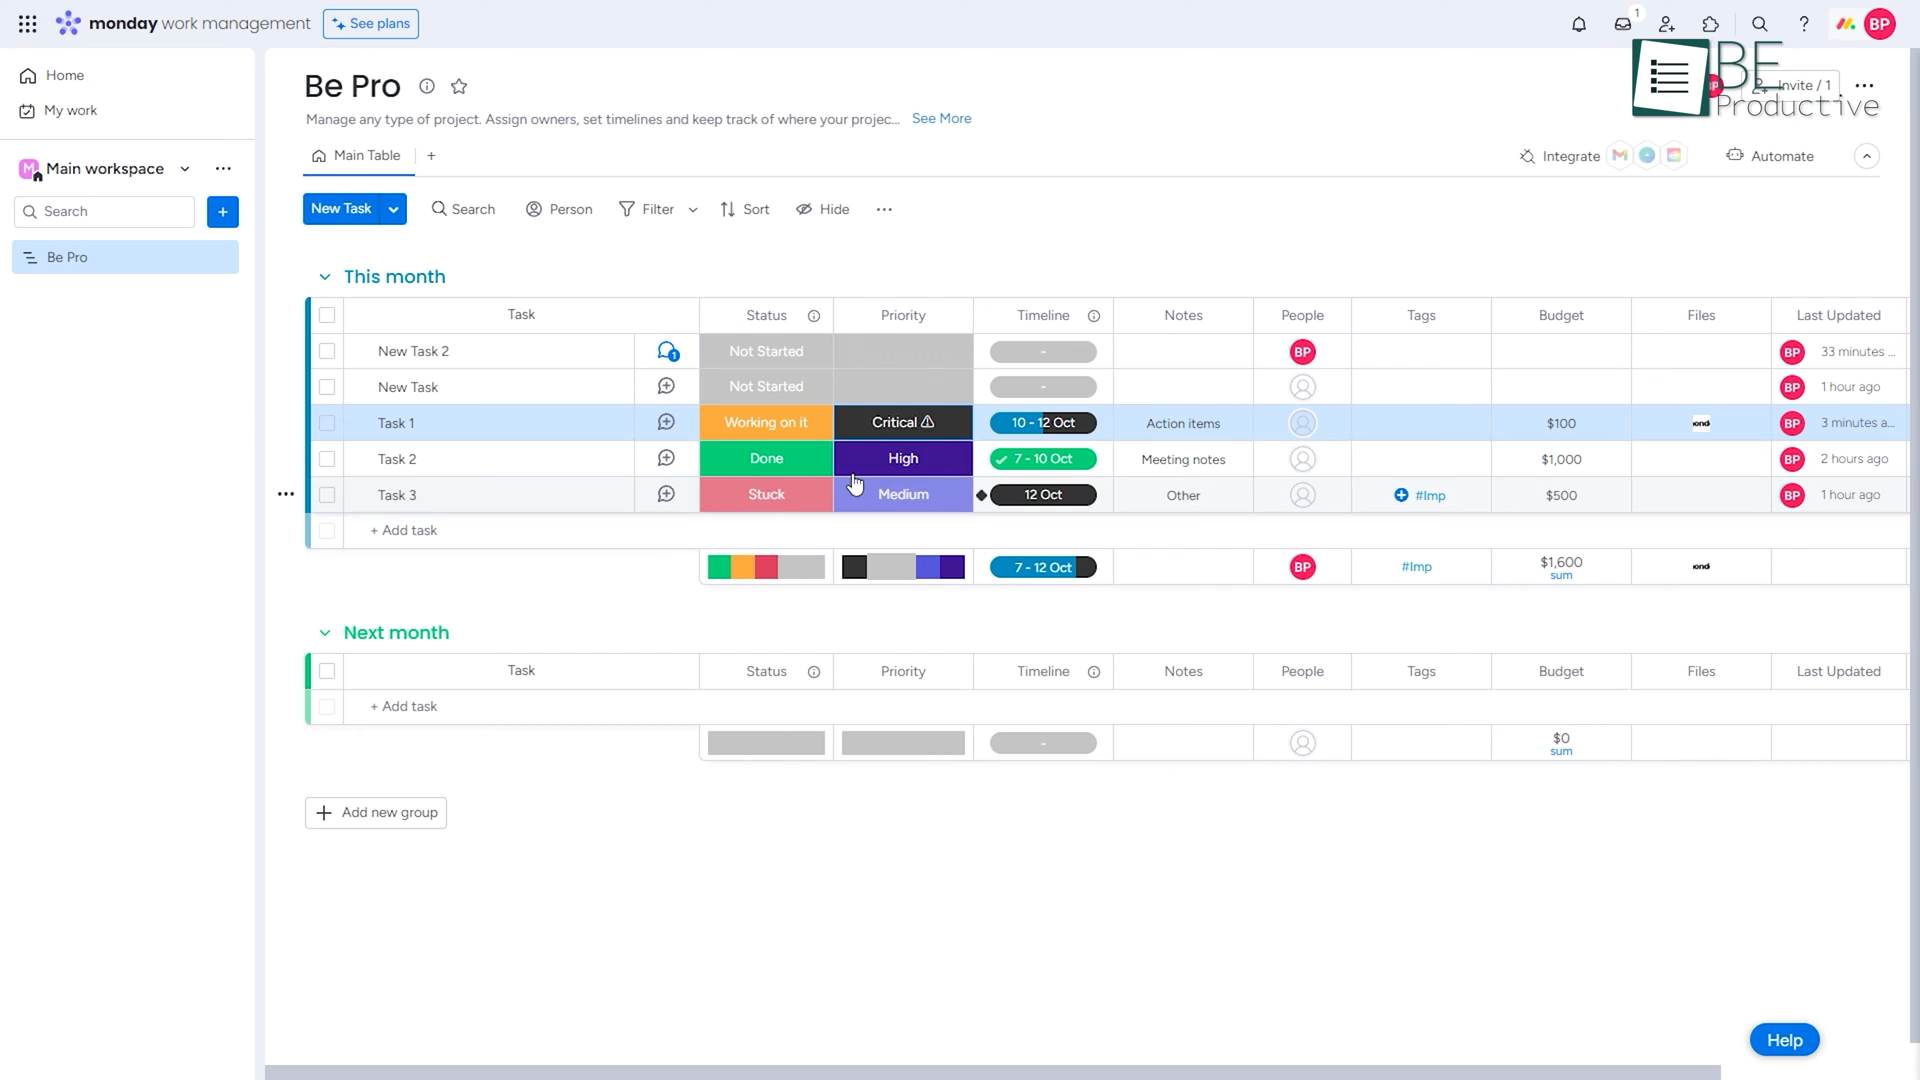 monday work management
See plans
1
BP
Home
My work
M
Main workspace
Search
+
Be Pro
Be Pro
Manage any type of project. Assign owners, set timelines and keep track of where your projec... See More
Invite / 1
BE
Productive
Main Table
+
Integrate
Automate
New Task
Search
Person
Filter
Sort
Hide
This month
Task Status Priority Timeline Notes People Tags Budget Files Last Updated
New Task 2 1 Not Started - BP BP 33 minutes ...
New Task Not Started - BP 1 hour ago
Task 1 Working on it Critical 10 - 12 Oct Action items $100 BP 3 minutes a...
Task 2 Done High 7 - 10 Oct Meeting notes $1,000 BP 2 hours ago
Task 3 Stuck Medium 12 Oct Other #Imp $500 BP 1 hour ago
+ Add task
7 - 12 Oct BP #Imp $1,600
sum
Next month
Task Status Priority Timeline Notes People Tags Budget Files Last Updated
+ Add task
- $0
sum
Add new group
Help